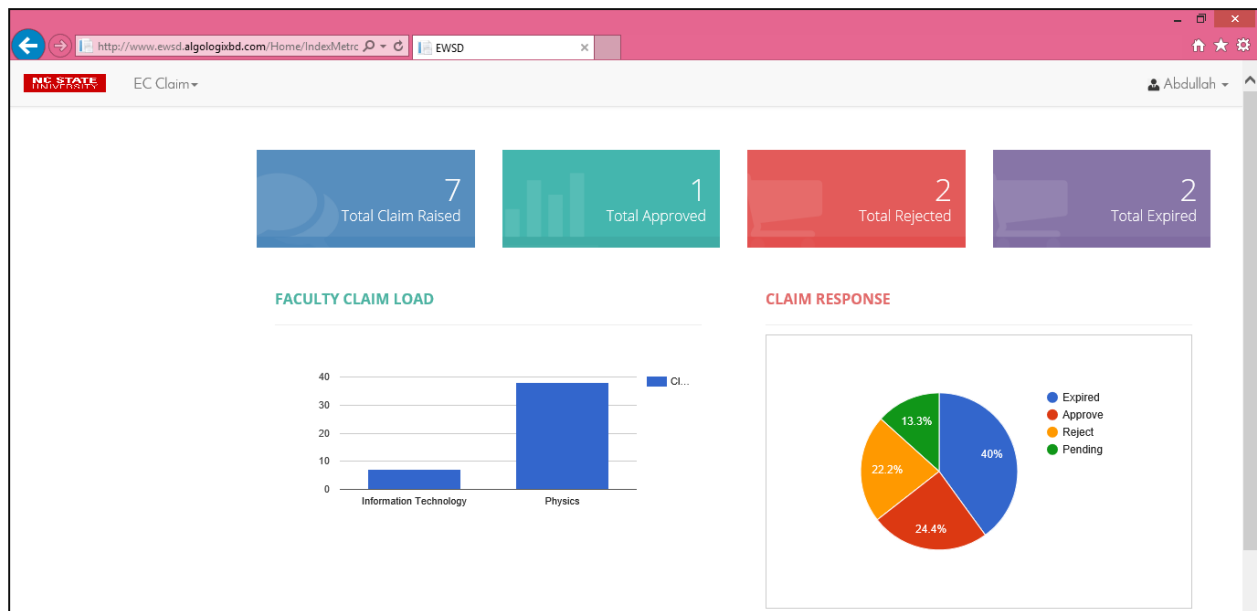 http://www.ewsd.algologixbd.com/Home/IndexMetrc
EWSD
NC STATE
UNIVERSITY
EC Claim
Abdullah
7
Total Claim Raised
1
Total Approved
2
Total Rejected
2
Total Expired
FACULTY CLAIM LOAD
CLAIM RESPONSE
40
30
20
10
0
Information Technology
Physics
Cl...
13.3%
40%
22.2%
24.4%
Expired
Approve
Reject
Pending